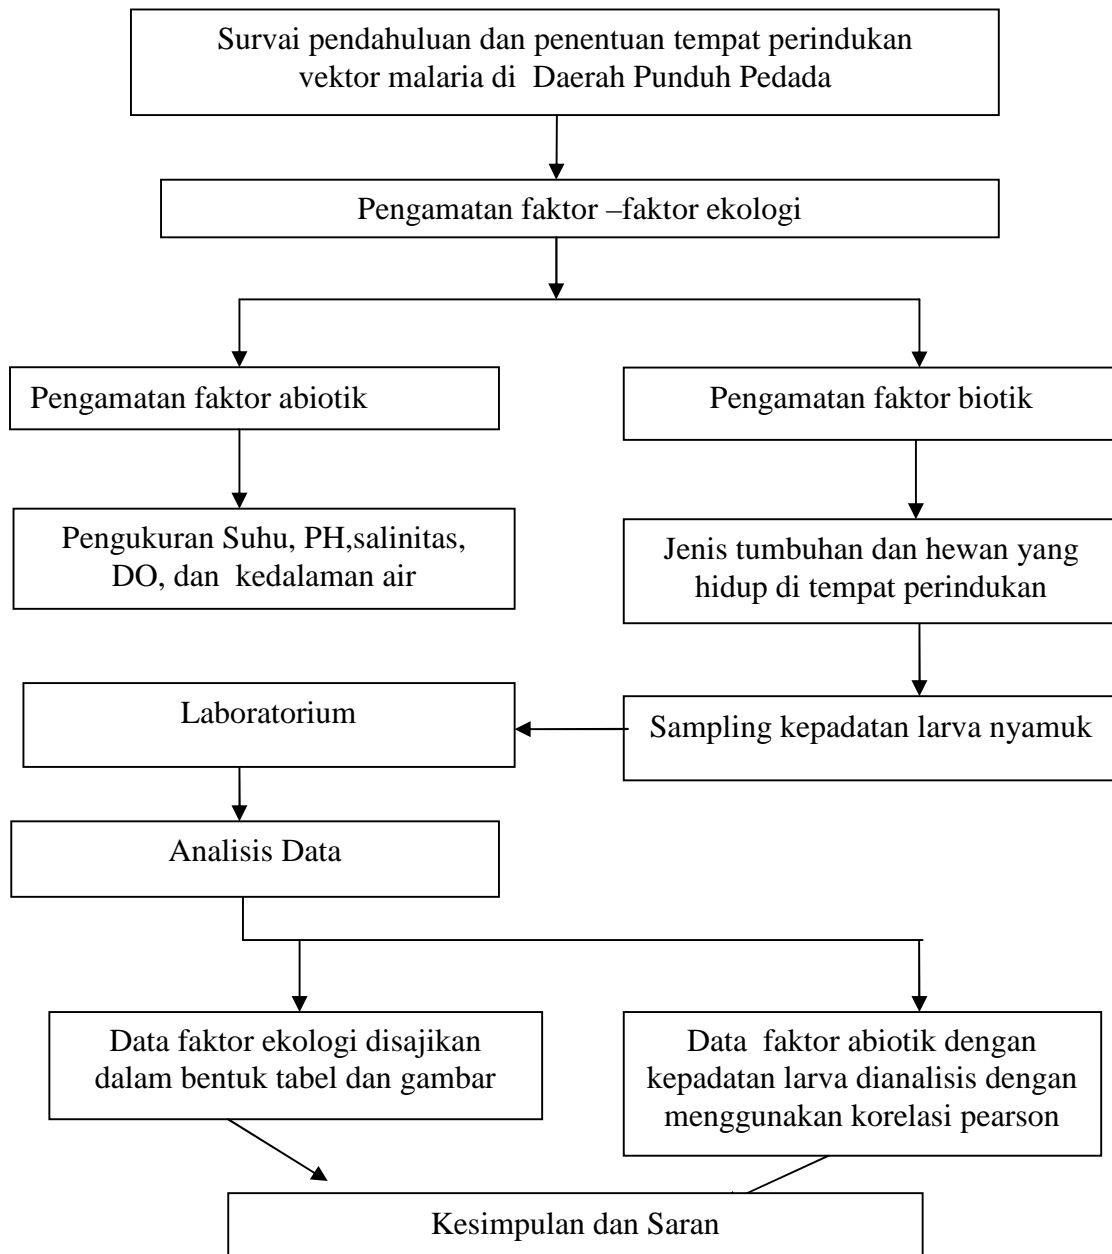 Survai pendahuluan dan penentuan tempat perindukan
vektor malaria di Daerah Punduh Pedada
Pengamatan faktor –faktor ekologi
Pengamatan faktor abiotik
Pengamatan faktor biotik
Pengukuran Suhu, PH,salinitas,
DO, dan kedalaman air
Jenis tumbuhan dan hewan yang
hidup di tempat perindukan
Laboratorium
Sampling kepadatan larva nyamuk
Analisis Data
Data faktor ekologi disajikan
dalam bentuk tabel dan gambar
Data faktor abiotik dengan
kepadatan larva dianalisis dengan
menggunakan korelasi pearson
Kesimpulan dan Saran